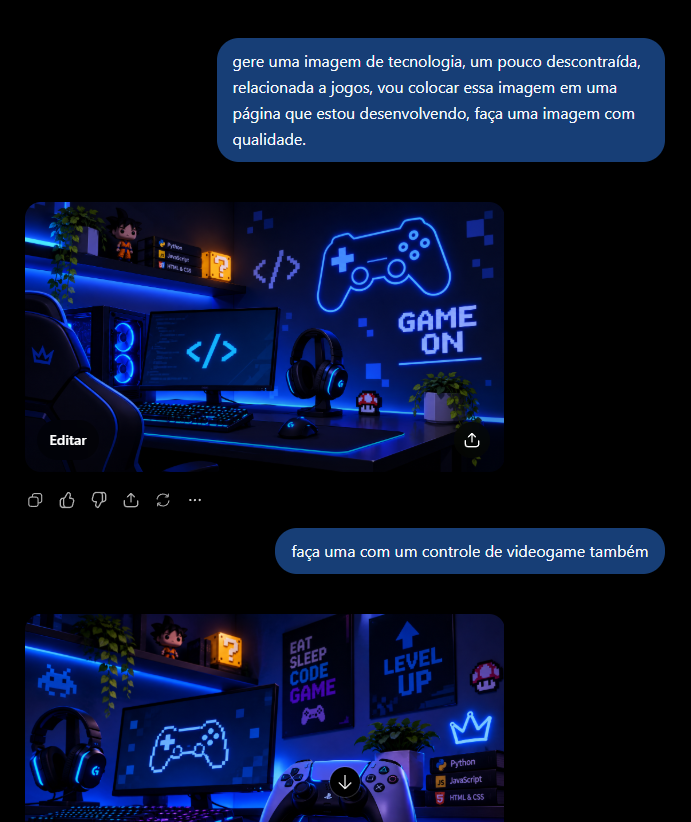 gere uma imagem de tecnologia, um pouco descontraída,
relacionada a jogos, vou colocar essa imagem em uma
página que estou desenvolvendo, faça uma imagem com
qualidade.
Python
JavaScript
HTML & CSS
?
</>
GAME
ON
</>
G
Editar
faça uma com um controle de videogame também
?
EAT
SLEEP
CODE
GAME
LEVEL
UP
G
Python
JavaScript
HTML & CSS